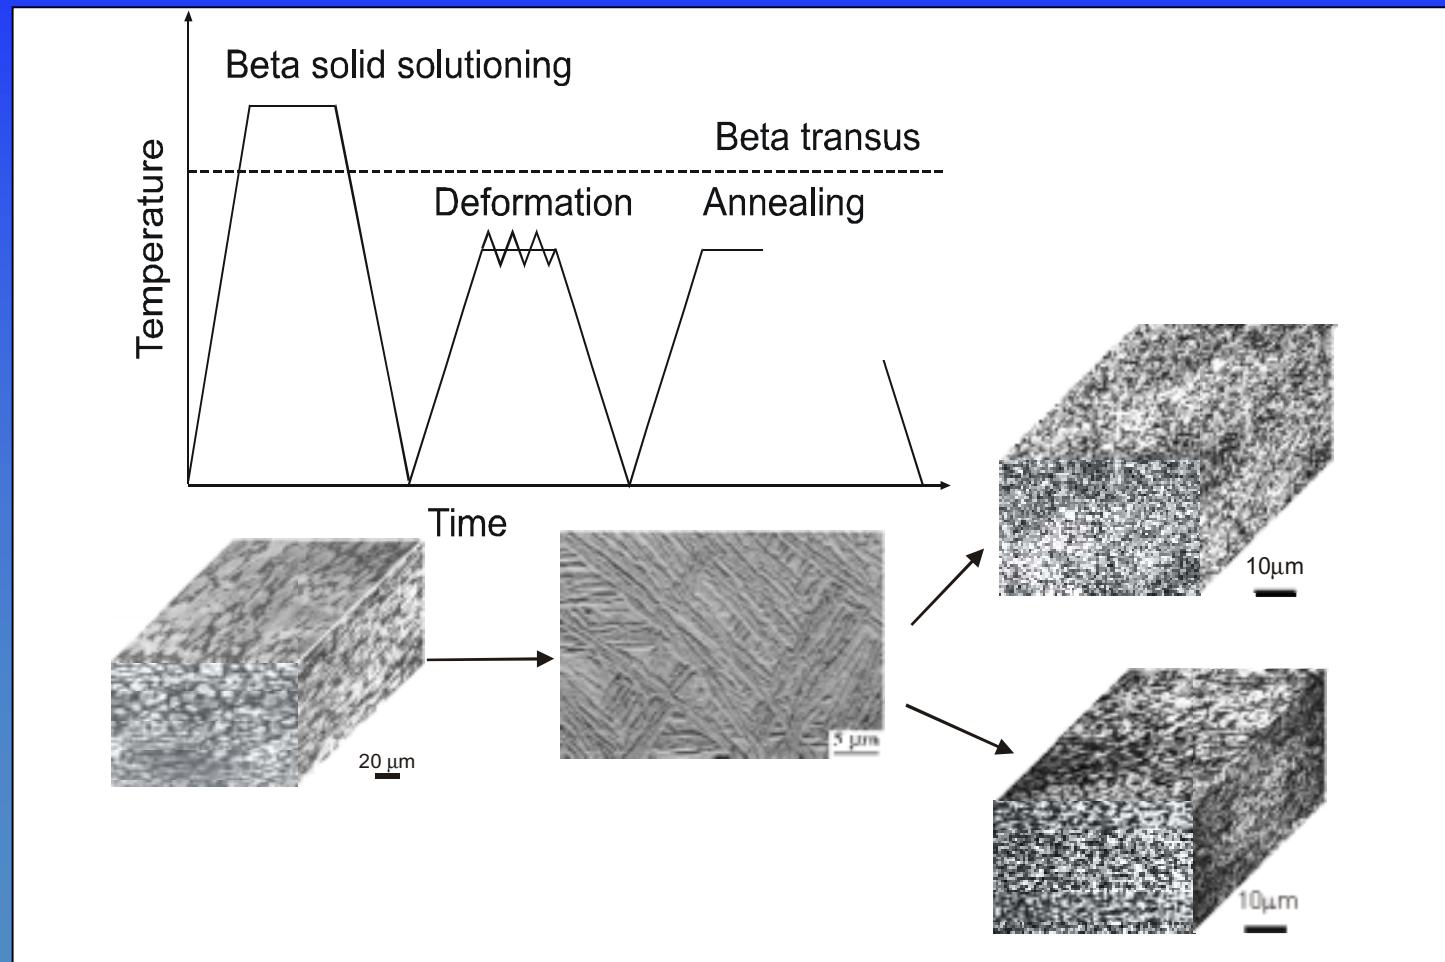 Beta solid solutioning
Beta transus
Deformation
Annealing
Temperature
Time
20 μm
5 μm
10μm
10μm